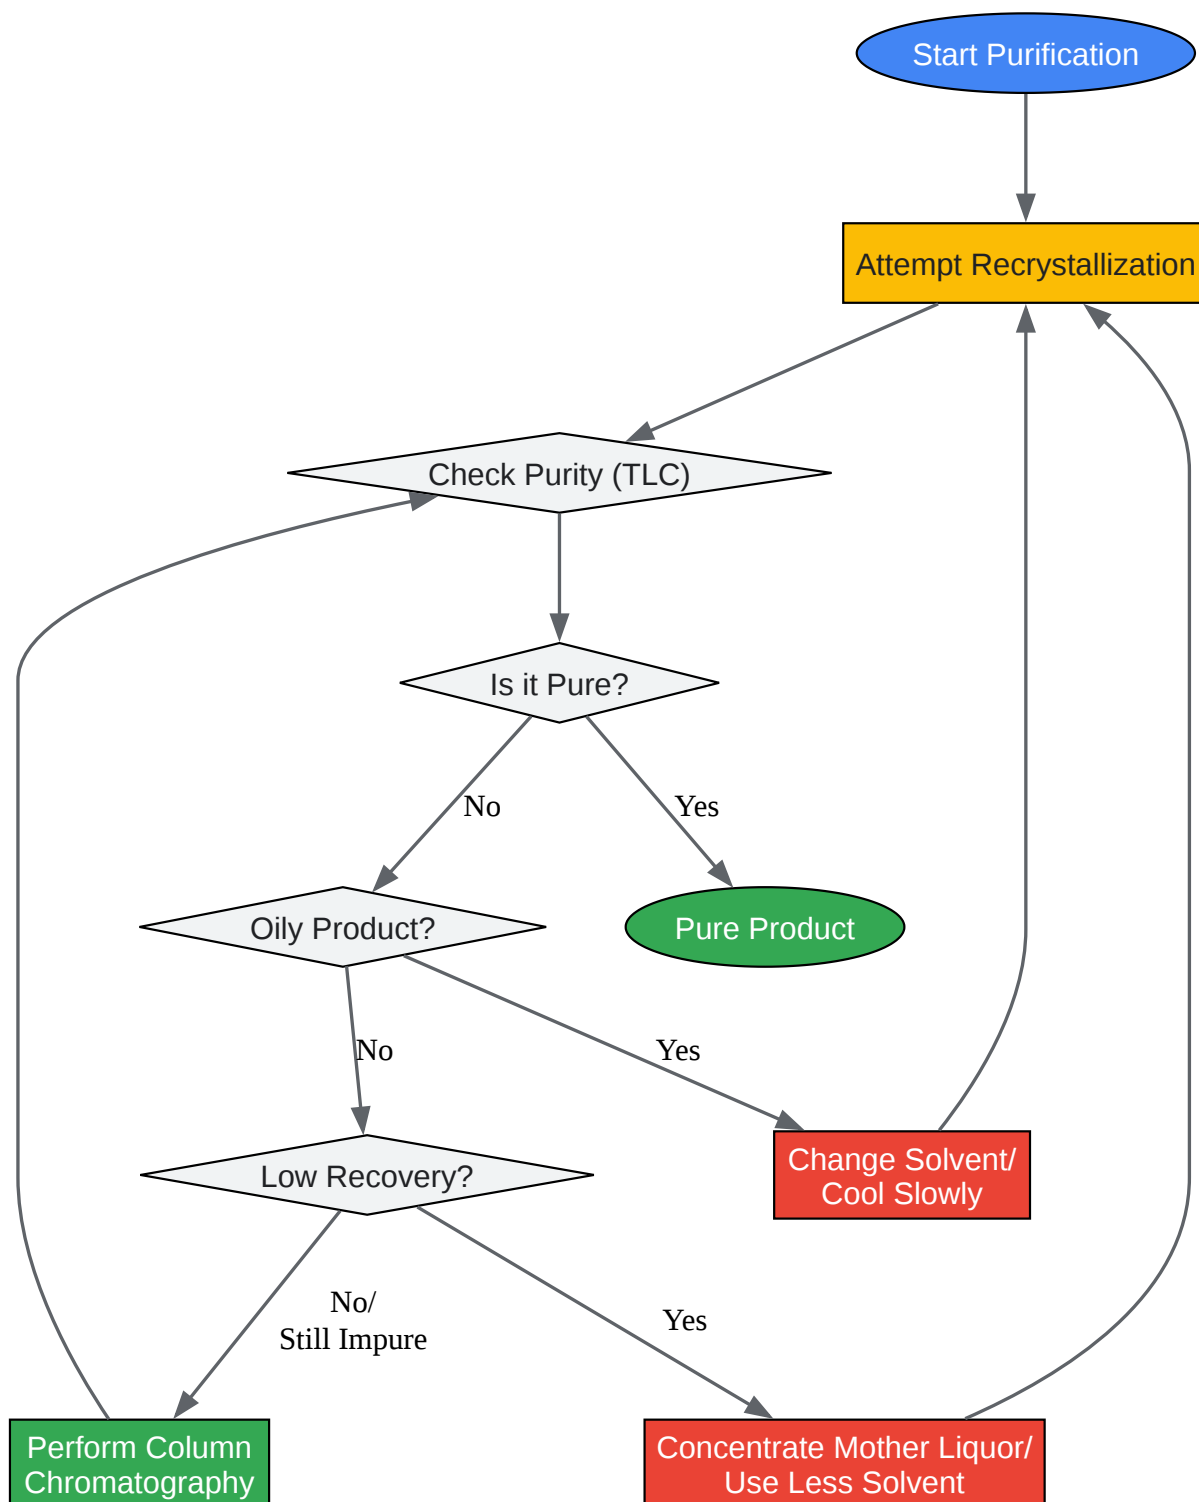 Start Purification
Attempt Recrystallization
Check Purity (TLC)
Is it Pure?
No
Yes
Oily Product?
Pure Product
No
Yes
Change Solvent/
Cool Slowly
Low Recovery?
No/
Still Impure
Yes
Perform Column
Chromatography
Concentrate Mother Liquor/
Use Less Solvent